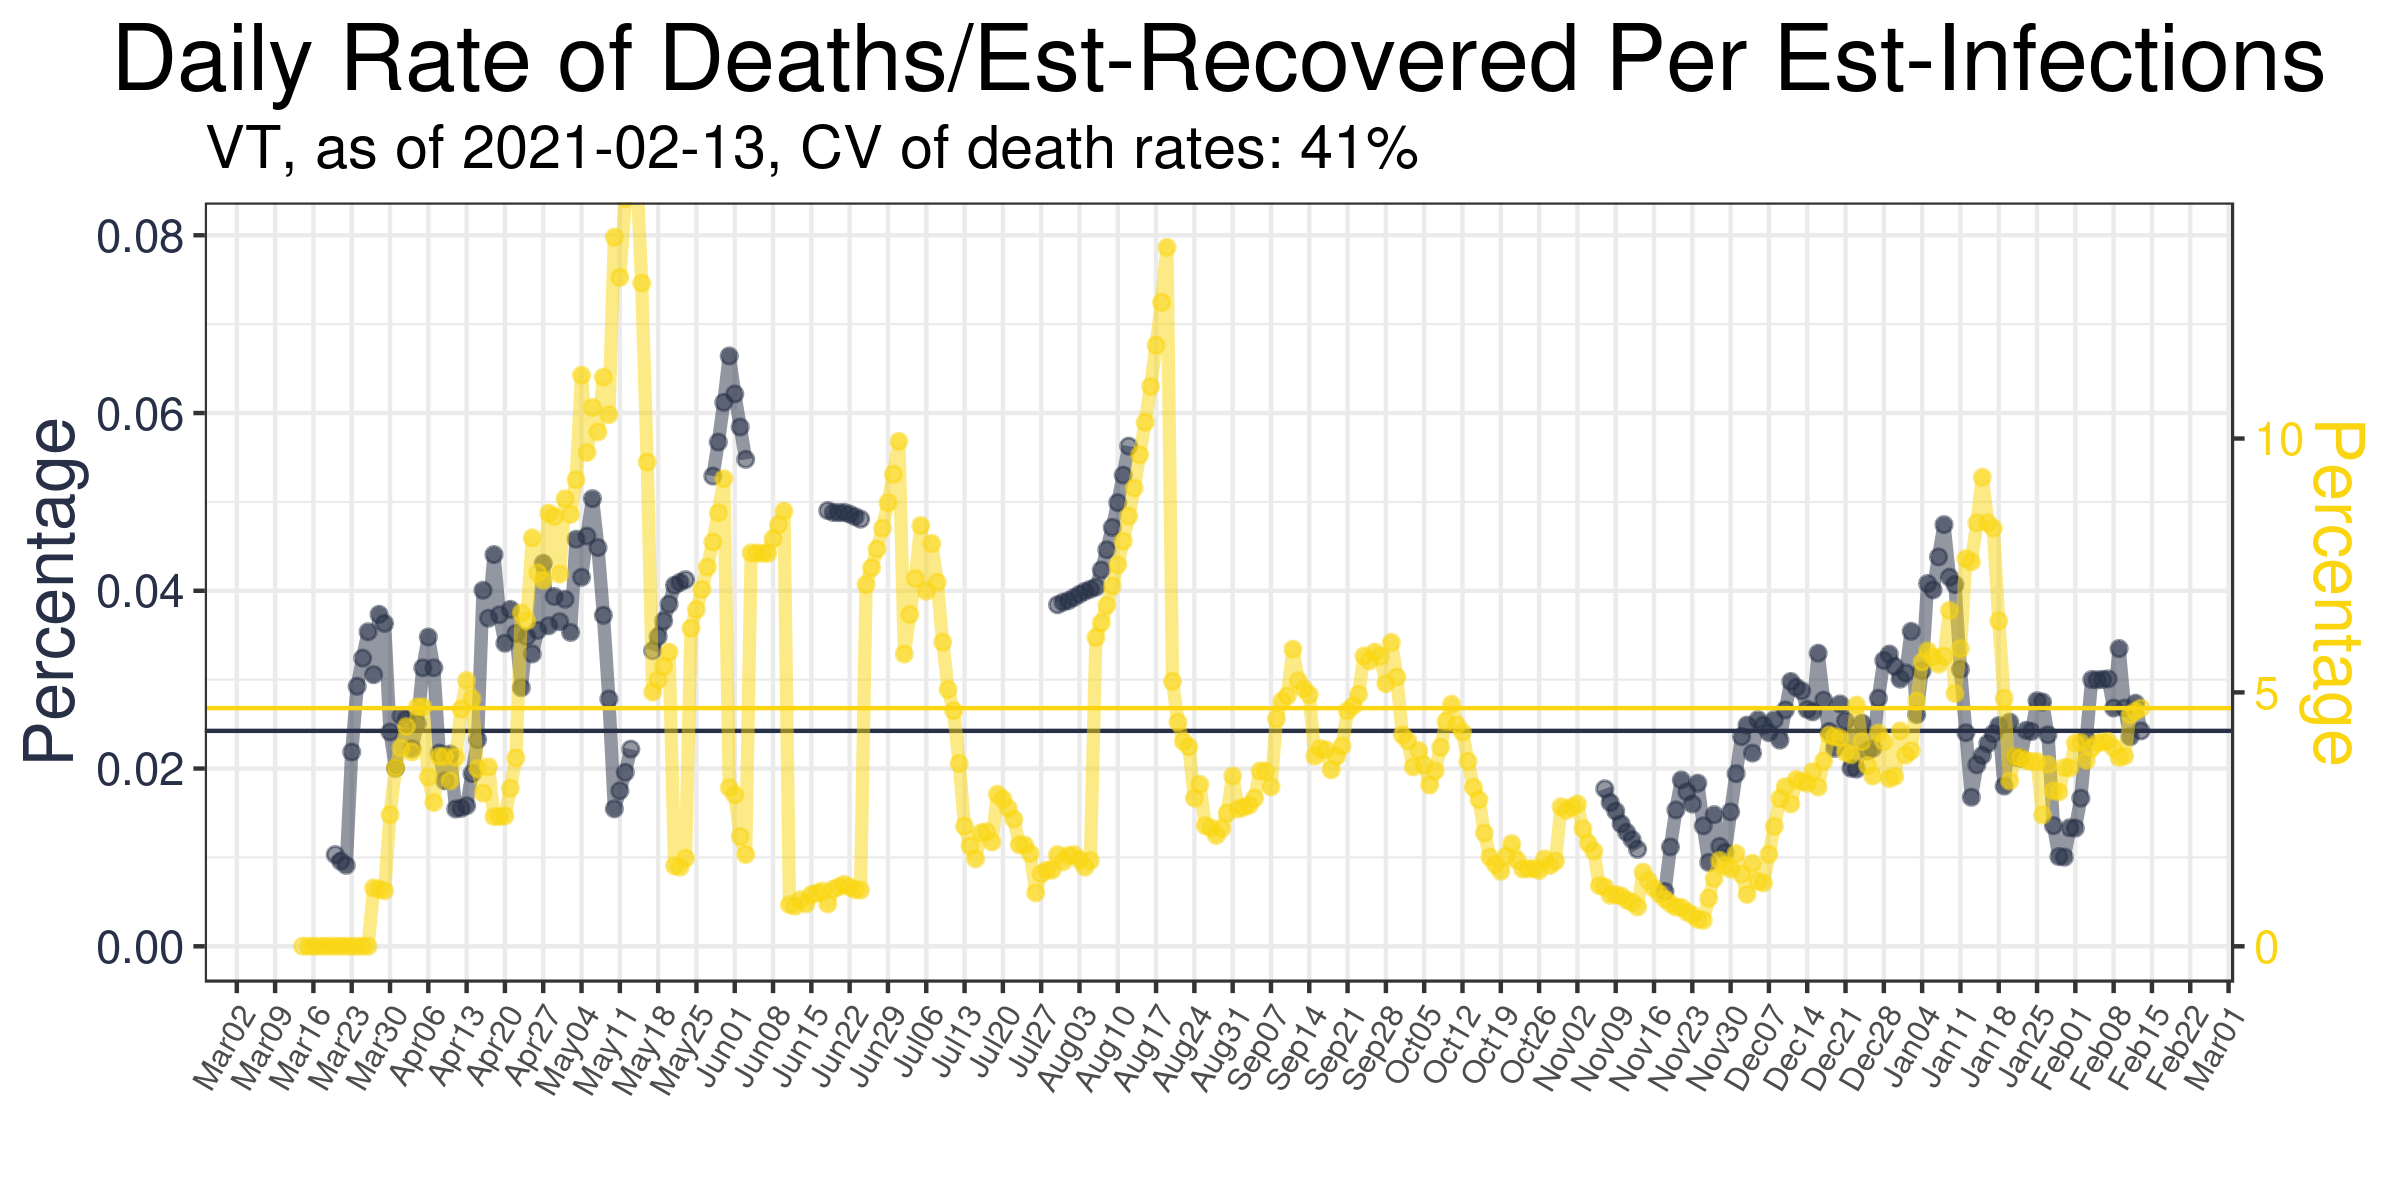 Daily Rate of Deaths/Est-Recovered Per Est-Infections
VT, as of 2021-02-13, CV of death rates: 41%
Percentage
0.08
0.06
0.04
0.02
0.00
10
5
0
Percentage
Mar02 Mar09 Mar16 Mar23 Mar30 Apr06 Apr13 Apr20 Apr27 May04 May11 May18 May25 Jun01 Jun08 Jun15 Jun22 Jun29 Jul06 Jul13 Jul20 Jul27 Aug03 Aug10 Aug17 Aug24 Aug31 Sep07 Sep14 Sep21 Sep28 Oct05 Oct12 Oct19 Oct26 Nov02 Nov09 Nov16 Nov23 Nov30 Dec07 Dec14 Dec21 Dec28 Jan04 Jan11 Jan18 Jan25 Feb01 Feb08 Feb15 Feb22 Mar01